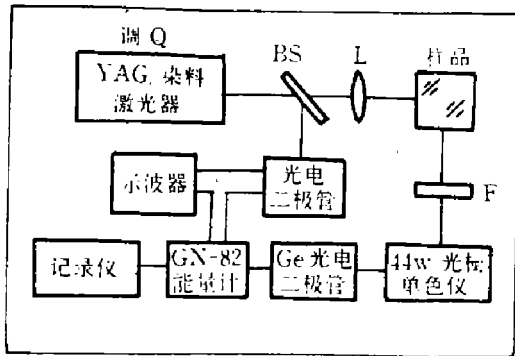 调 Q
YAG 染料
激光器
BS
L
样品
示波器
光电
二极管
F
记录仪
GN-82
能量计
Ge 光电
二极管
44w 光栅
单色仪